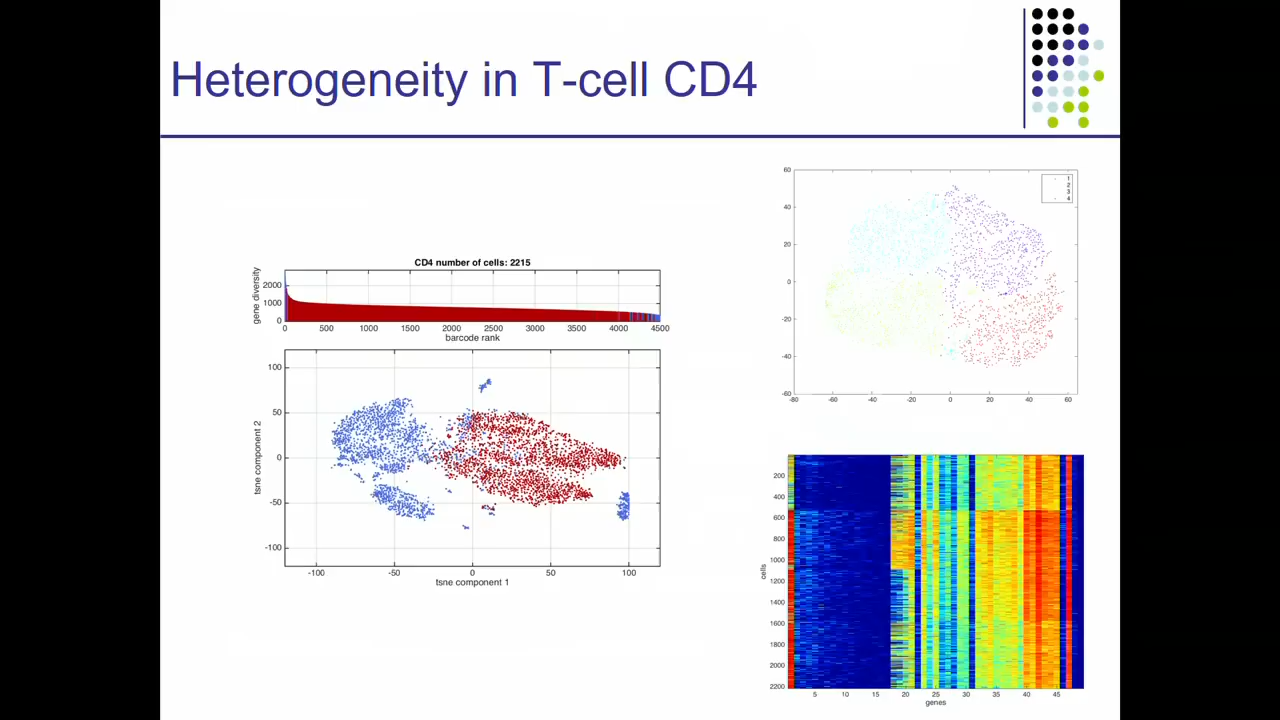 Heterogeneity in T-cell CD4
CD4 number of cells: 2215
gene diversity
2000
1000
0
0 500 1000 1500 2000 2500 3000 3500 4000 4500
barcode rank
tsne component 2
100
50
0
-50
-100
-100 -50 0 50 100
tsne component 1
60
40
20
0
-20
-40
-60
-80 -60 -40 -20 0 20 40 60
1
2
3
4
cells
200
400
600
800
1000
1200
1400
1600
1800
2000
2200
5 10 15 20 25 30 35 40 45
genes